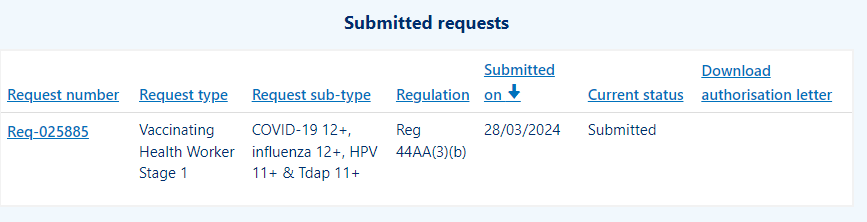 Submitted requests
Request number
Request type
Request sub-type
Regulation
Submitted
on
Current status
Download
authorisation letter
Req-025885
Vaccinating
Health Worker
Stage 1
COVID-19 12+,
influenza 12+, HPV
11+ & Tdap 11+
Reg
44AA(3)(b)
28/03/2024
Submitted